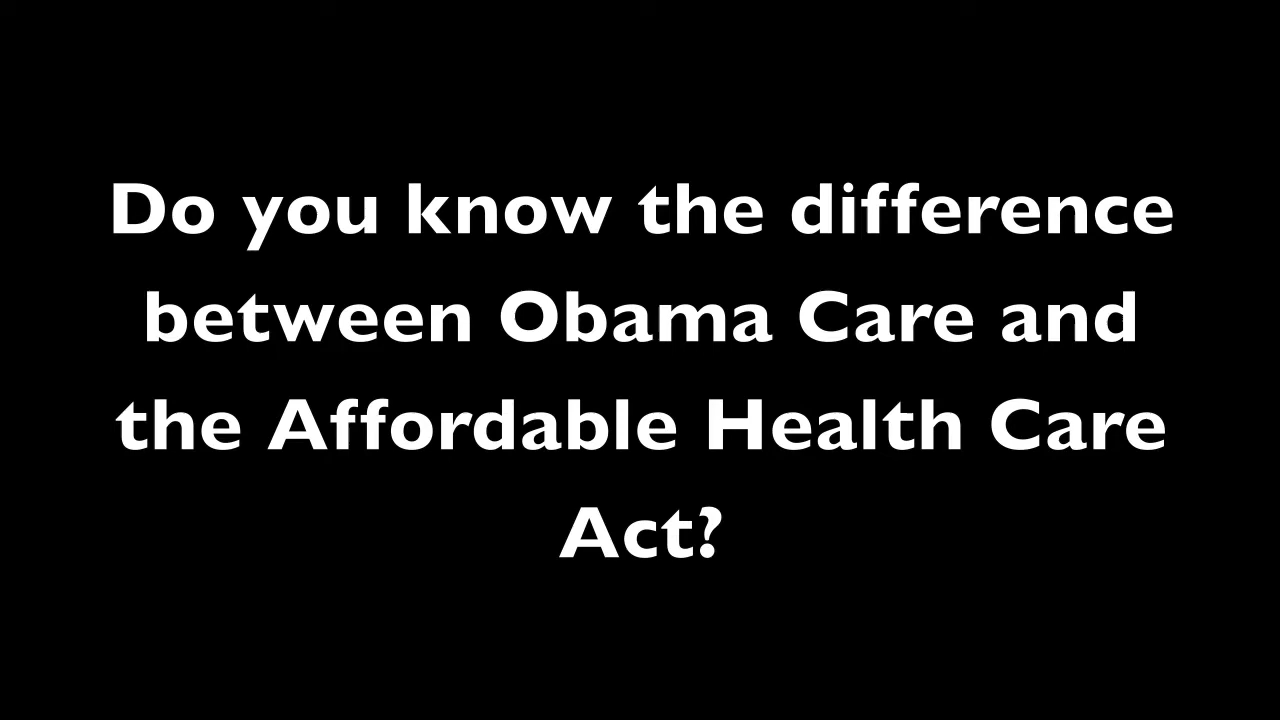 Do you know the difference
between Obama Care and
the Affordable Health Care
Act?